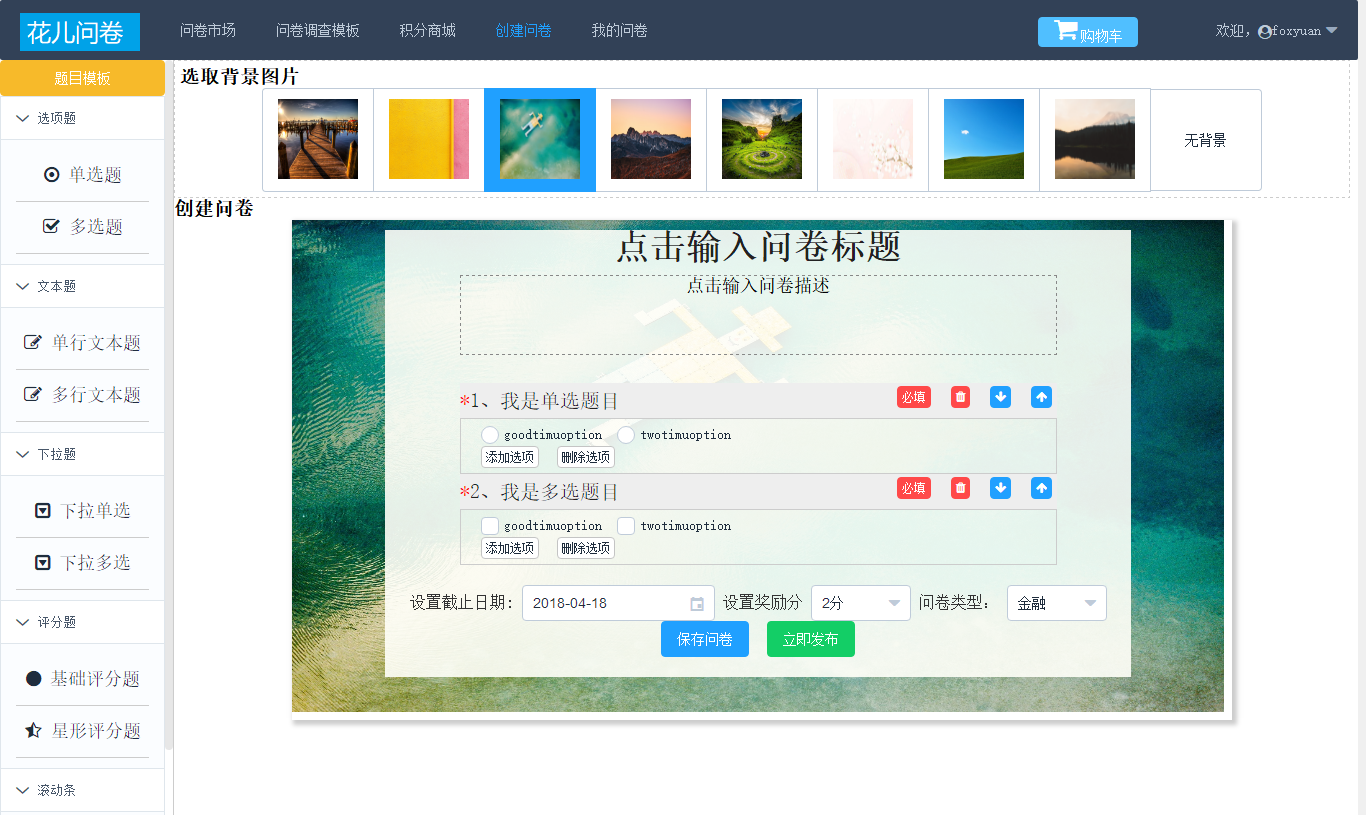 花儿问卷 问卷市场 问卷调查模板 积分商城 创建问卷 我的问卷 购物车 欢迎，foxyuan
题目模板
选项题
单选题
多选题
文本题
单行文本题
多行文本题
下拉题
下拉单选
下拉多选
评分题
基础评分题
星形评分题
滚动条
选取背景图片
无背景
创建问卷
点击输入问卷标题
点击输入问卷描述
*1、我是单选题目 必填
goodtimuoption twotimuoption
添加选项 删除选项
*2、我是多选题目 必填
goodtimuoption twotimuoption
添加选项 删除选项
设置截止日期： 2018-04-18 设置奖励分 2分 问卷类型： 金融
保存问卷 立即发布